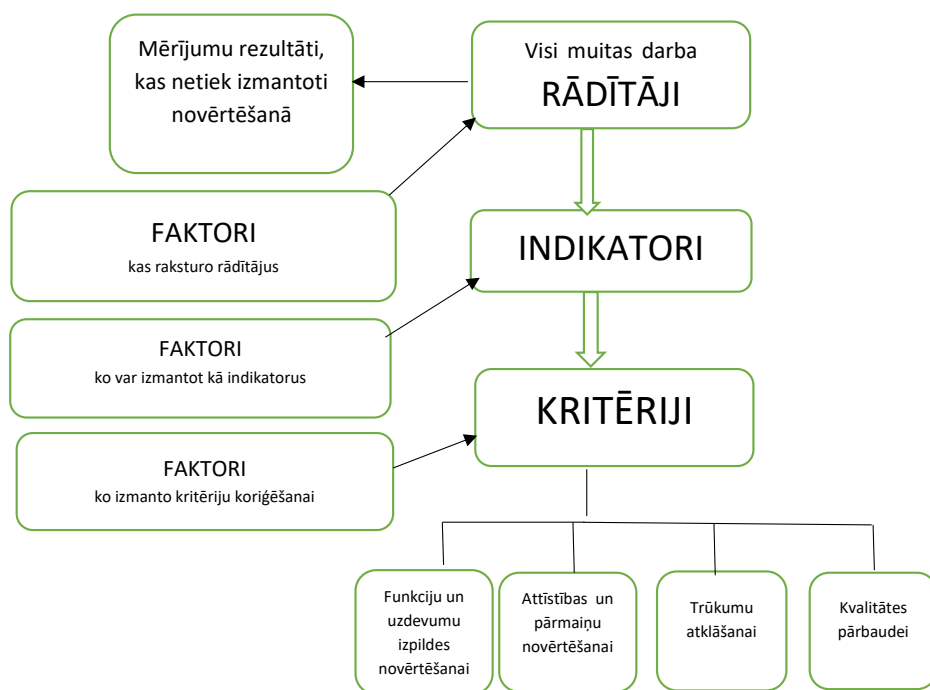 Mērījumu rezultāti,
kas netiek izmantoti
novērtēšanā
Visi muitas darba
RĀDĪTĀJI
FAKTORI
kas raksturo rādītājus
INDIKATORI
FAKTORI
ko var izmantot kā indikatorus
KRITĒRIJI
FAKTORI
ko izmanto kritēriju koriģēšanai
Funkciju un
uzdevumu
izpildes
novērtēšanai
Attīstības un
pārmaiņu
novērtēšanai
Trūkumu
atklāšanai
Kvalitātes
pārbaudei